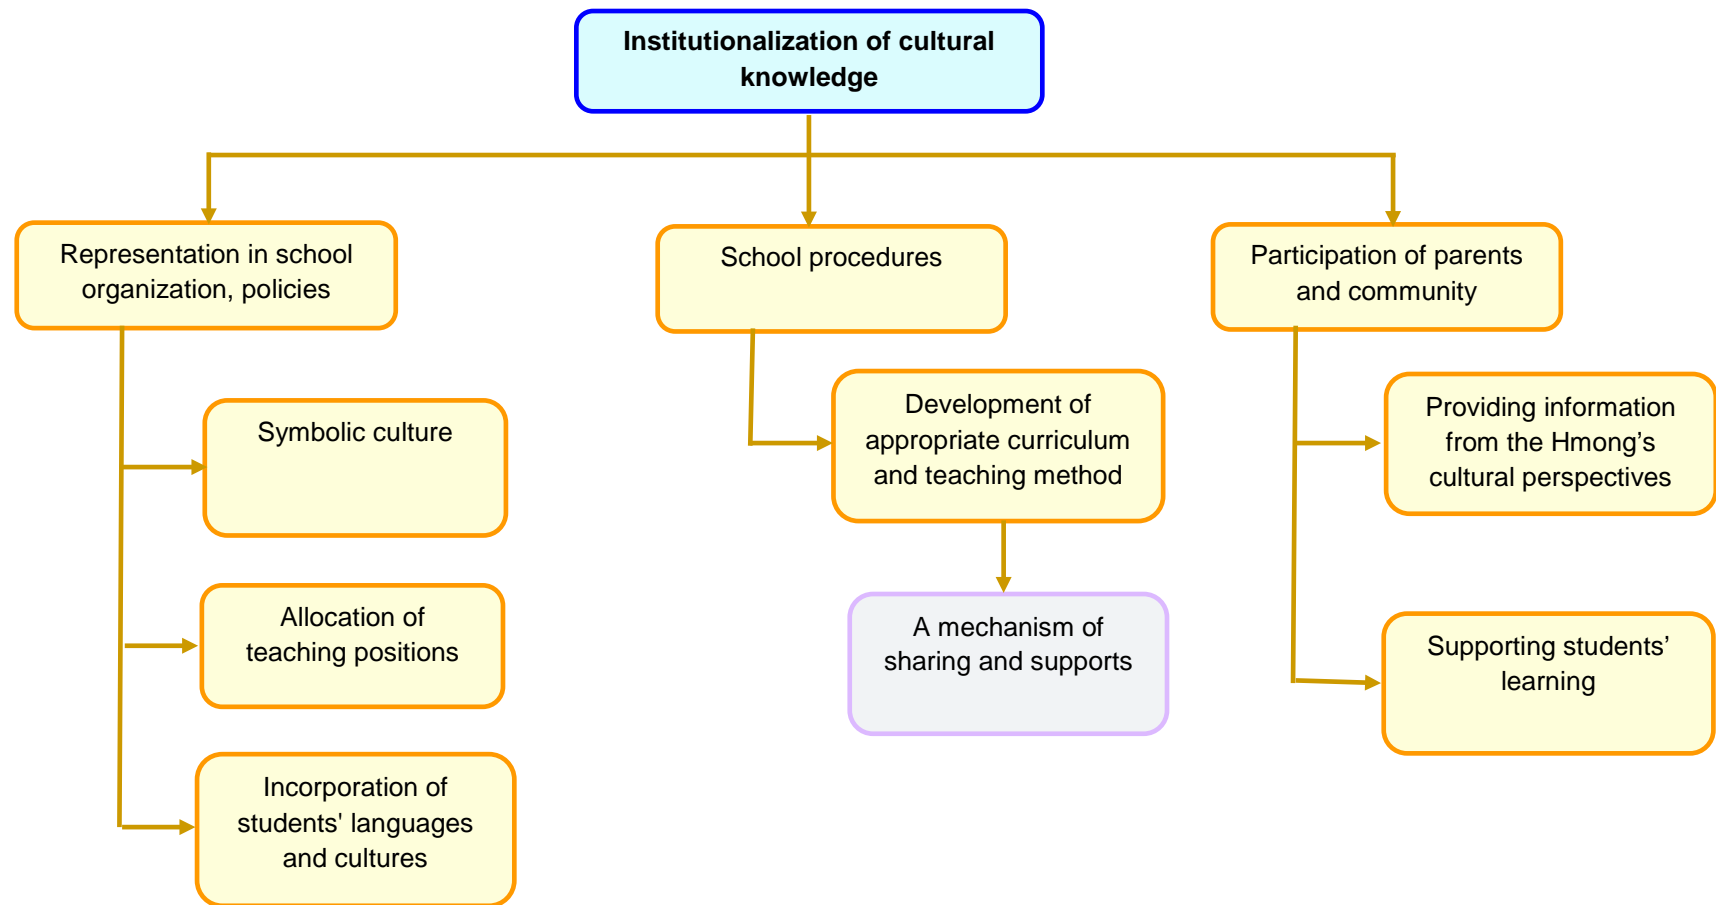 Institutionalization of cultural
knowledge
Representation in school
organization, policies
School procedures
Participation of parents
and community
Symbolic culture
Development of
appropriate curriculum
and teaching method
Providing information
from the Hmong’s
cultural perspectives
Allocation of
teaching positions
A mechanism of
sharing and supports
Supporting students’
learning
Incorporation of
students' languages
and cultures